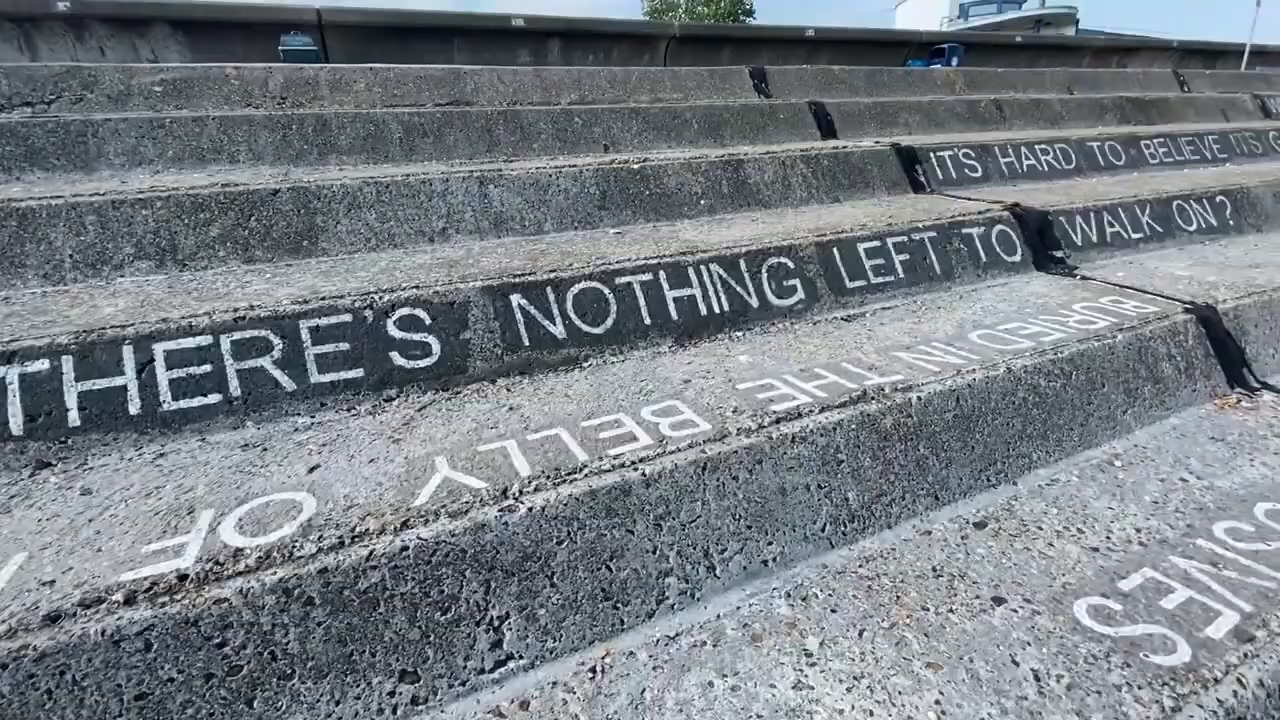 IT'S HARD TO BELIEVE IT'S
THERE'S NOTHING LEFT TO WALK ON?
BURIED IN THE BELLY OF